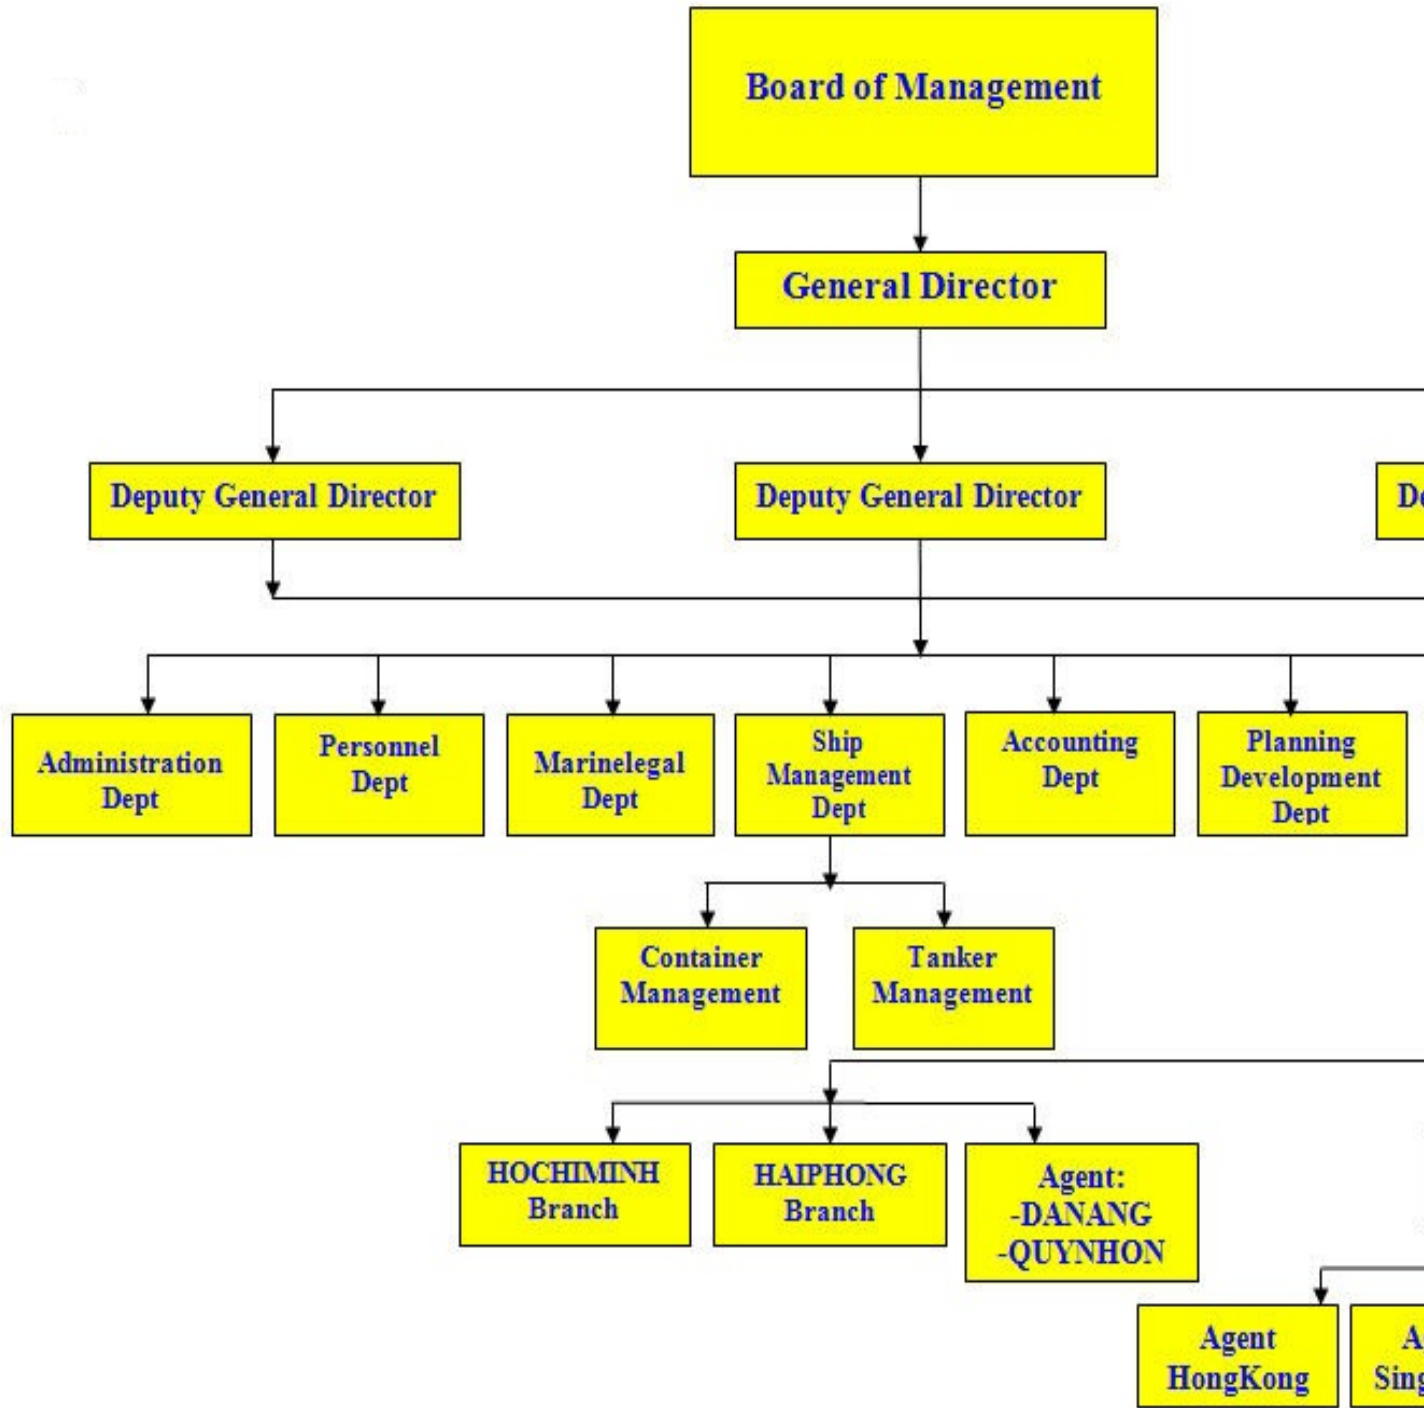 Board of Management
General Director
Deputy General Director
Deputy General Director
Administration
Dept
Personnel
Dept
Marinelegal
Dept
Ship
Management
Dept
Accounting
Dept
Planning
Development
Dept
Container
Management
Tanker
Management
HOCHIMINH
Branch
HAIPHONG
Branch
Agent:
-DANANG
-QUYNHON
Agent
HongKong